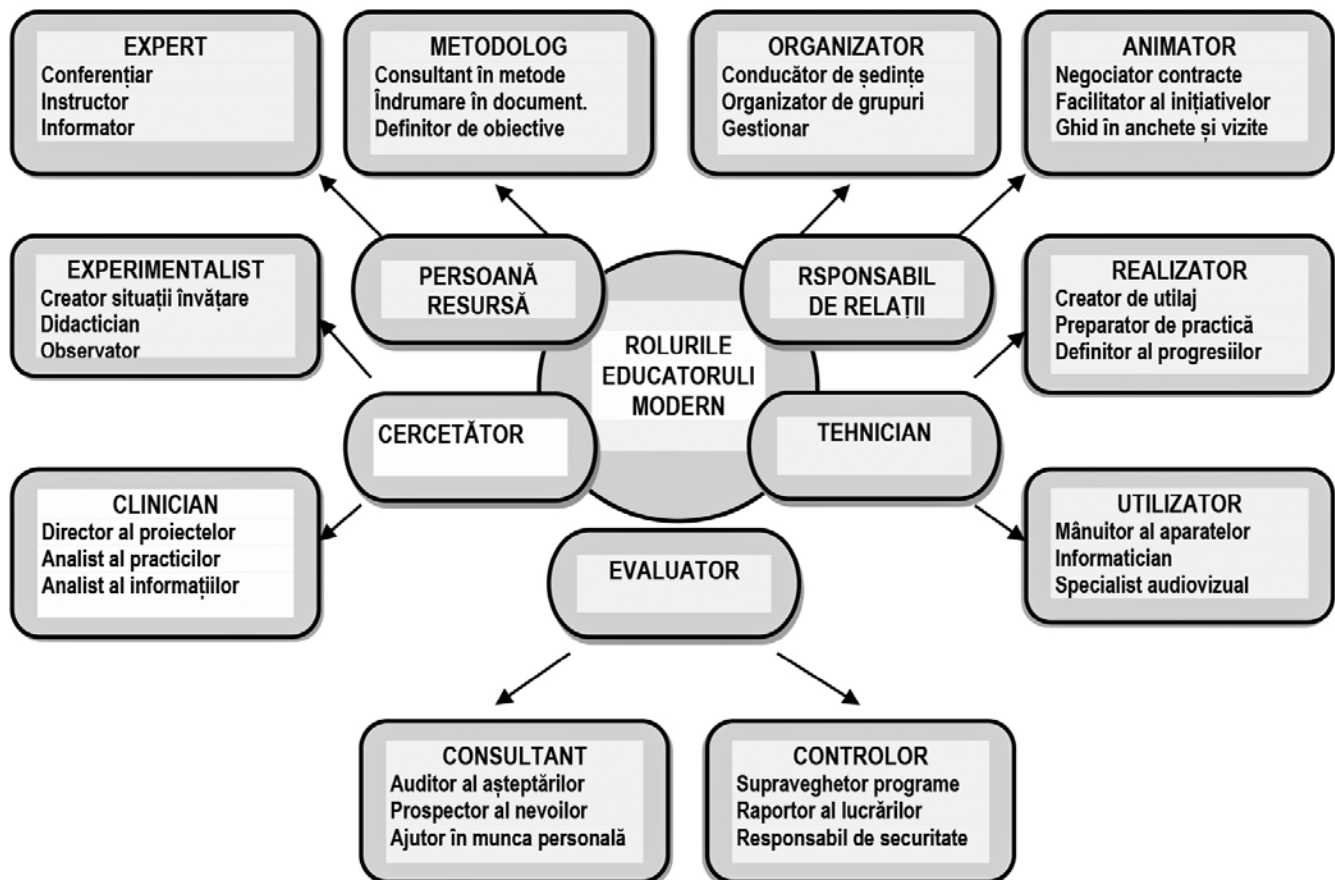 EXPERT
Conferențiar
Instructor
Informator
METODOLOG
Consultant în metode
Îndrumare în document.
Definitor de obiective
ORGANIZATOR
Conducător de ședințe
Organizator de grupuri
Gestionar
ANIMATOR
Negociator contracte
Facilitator al inițiativelor
Ghid în anchete și vizite
PERSOANĂ
RESURSĂ
RSPONSABIL
DE RELAȚII
EXPERIMENTALIST
Creator situații învățare
Didactician
Observator
ROLURILE
EDUCATORULI
MODERN
REALIZATOR
Creator de utilaj
Preparator de practică
Definitor al progresiilor
CERCETĂTOR
TEHNICIAN
CLINICIAN
Director al proiectelor
Analist al practicilor
Analist al informațiilor
EVALUATOR
UTILIZATOR
Mânuitor al aparatelor
Informatician
Specialist audiovizual
CONSULTANT
Auditor al așteptărilor
Prospector al nevoilor
Ajutor în munca personală
CONTROLOR
Supraveghetor programe
Raportor al lucrărilor
Responsabil de securitate